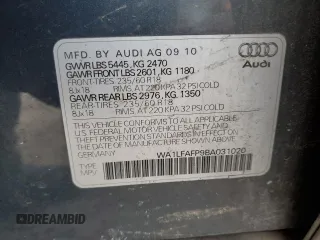 MFD. BY AUDI AG 09 10
GVWR LBS 5445, KG 2470
GAWR FRONT LBS 2601, KG 1180
FRONT-TIRES: 235/60 R18
8Jx18 RIMS, AT 220 KPA 32 PSI COLD
GAWR REAR LBS 2976, KG. 1350
REAR-TIRES: 235/60 R18
8Jx18 RIMS, AT 220 KPA 32 PSI COLD
THIS VEHICLE CONFORMS TO ALL
APPLICABLE FEDERAL MOTOR VEHICLE
SAFETY BUMPER AND
THEFT PREVENTION STANDARDS IN EFFECT
ON THE DATE OF MANUFACTURE SHOWN ABOVE
Audi
WA1LFAFP9BA031020
TYPE: MPV
© AUTOBIDMASTER